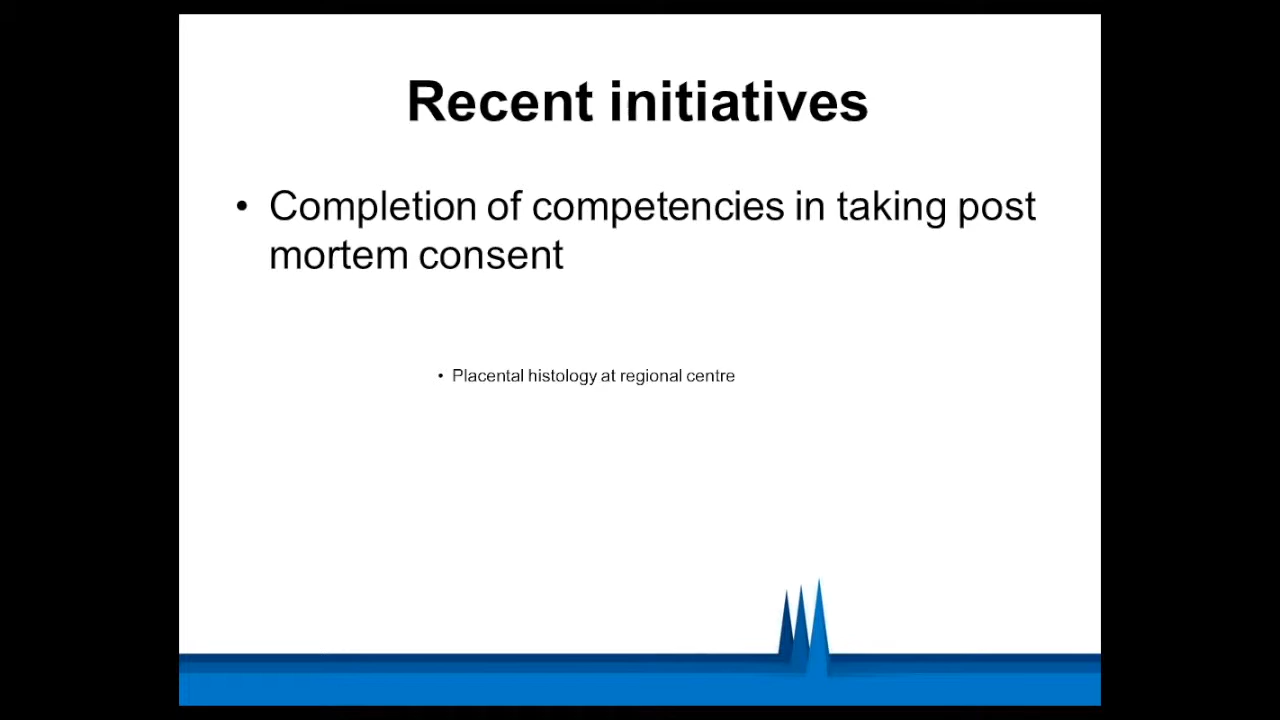 Recent initiatives
• Completion of competencies in taking post
mortem consent
• Placental histology at regional centre